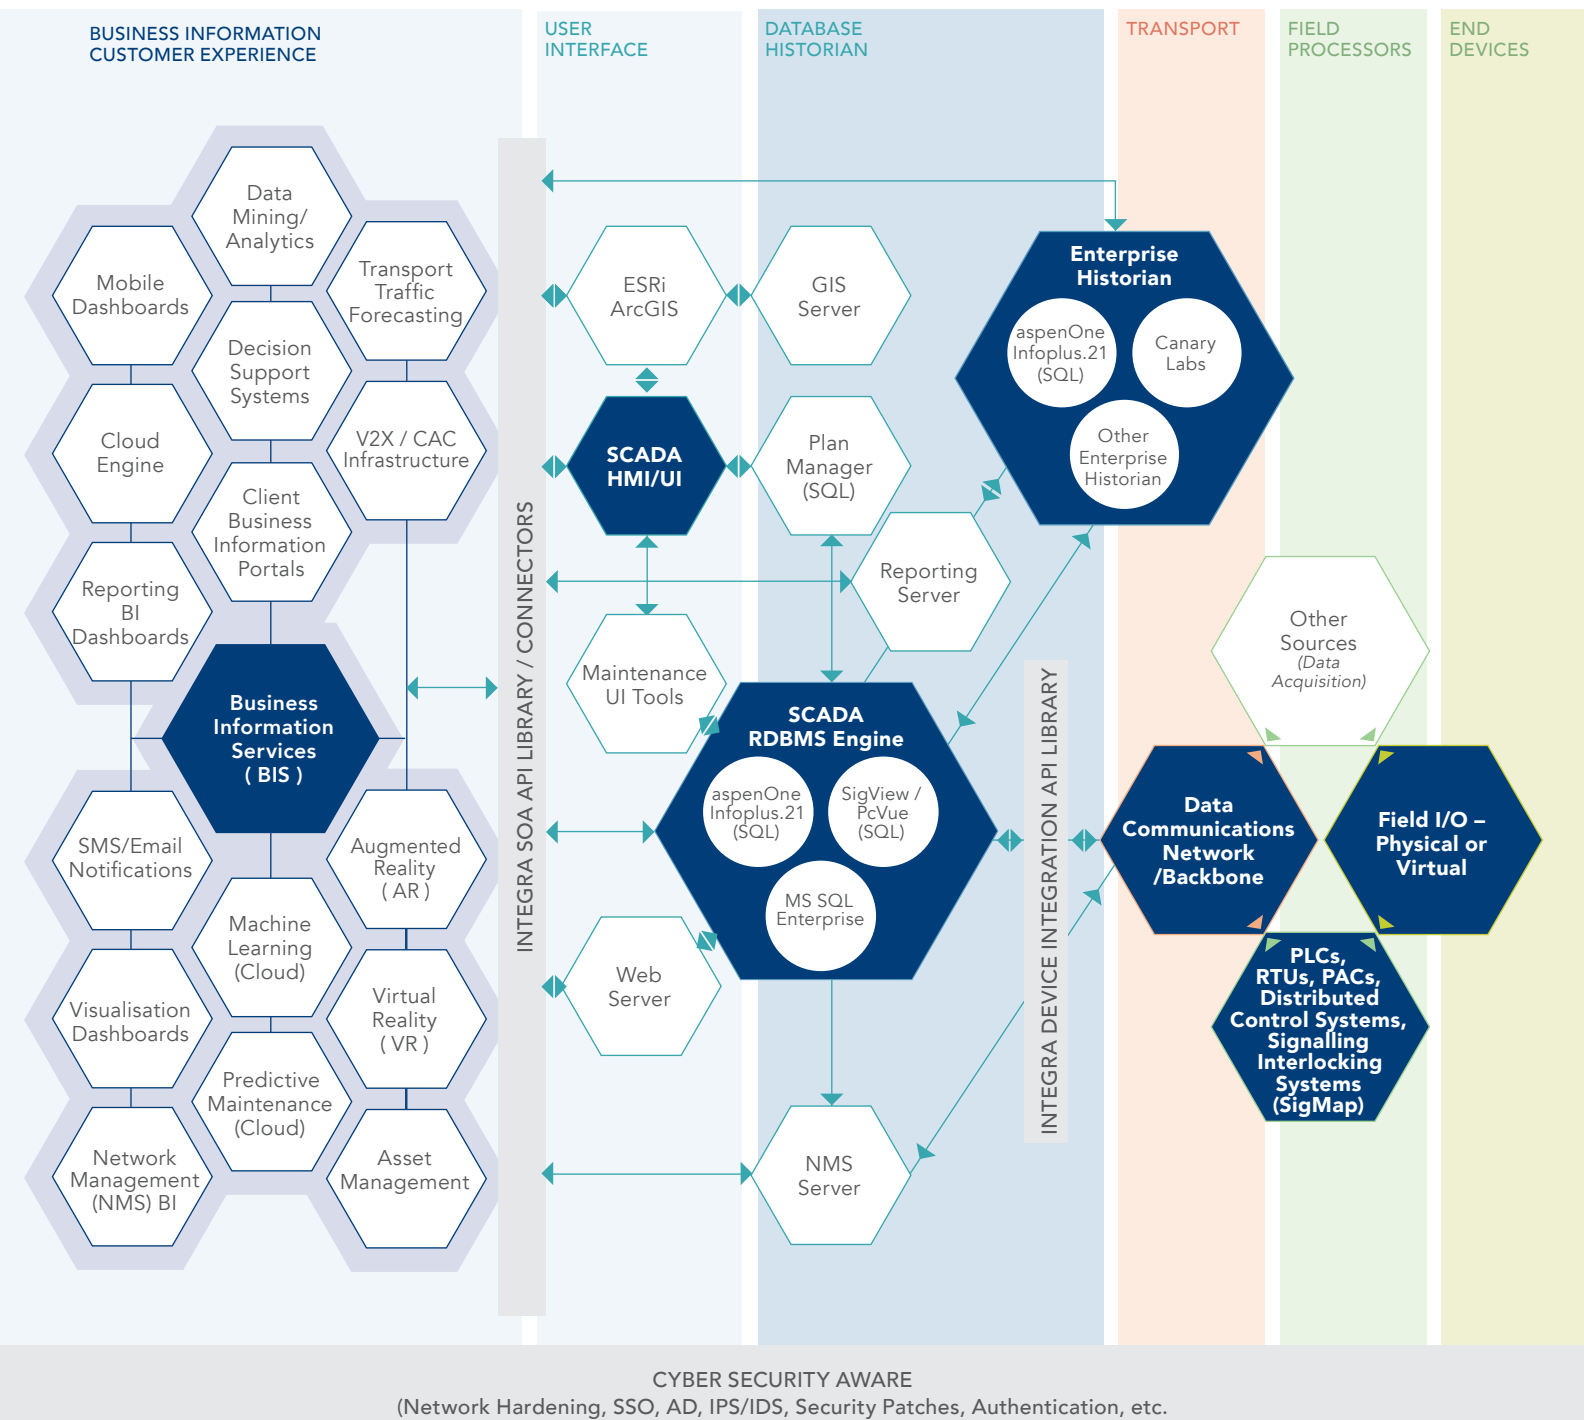 BUSINESS INFORMATION
CUSTOMER EXPERIENCE
USER
INTERFACE
DATABASE
HISTORIAN
TRANSPORT
FIELD
PROCESSORS
END
DEVICES
Data
Mining/
Analytics
Mobile
Dashboards
Transport
Traffic
Forecasting
Decision
Support
Systems
Cloud
Engine
V2X / CAC
Infrastructure
Client
Business
Information
Portals
Reporting
BI
Dashboards
Business
Information
Services
( BIS )
SMS/Email
Notifications
Augmented
Reality
( AR )
Machine
Learning
(Cloud)
Visualisation
Dashboards
Virtual
Reality
( VR )
Predictive
Maintenance
(Cloud)
Network
Management
(NMS) BI
Asset
Management
INTEGRA SOA API LIBRARY / CONNECTORS
ESRi
ArcGIS
GIS
Server
SCADA
HMI/UI
Plan
Manager
(SQL)
Reporting
Server
Maintenance
UI Tools
Enterprise
Historian
aspenOne
Infoplus.21
(SQL)
Canary
Labs
Other
Enterprise
Historian
SCADA
RDBMS Engine
aspenOne
Infoplus.21
(SQL)
SigView /
PcVue
(SQL)
MS SQL
Enterprise
Web
Server
NMS
Server
INTEGRA DEVICE INTEGRATION API LIBRARY
Other
Sources
(Data
Acquisition)
Data
Communications
Network
/Backbone
Field I/O –
Physical or
Virtual
PLCs,
RTUs, PACs,
Distributed
Control Systems,
Signalling
Interlocking
Systems
(SigMap)
CYBER SECURITY AWARE
(Network Hardening, SSO, AD, IPS/IDS, Security Patches, Authentication, etc.